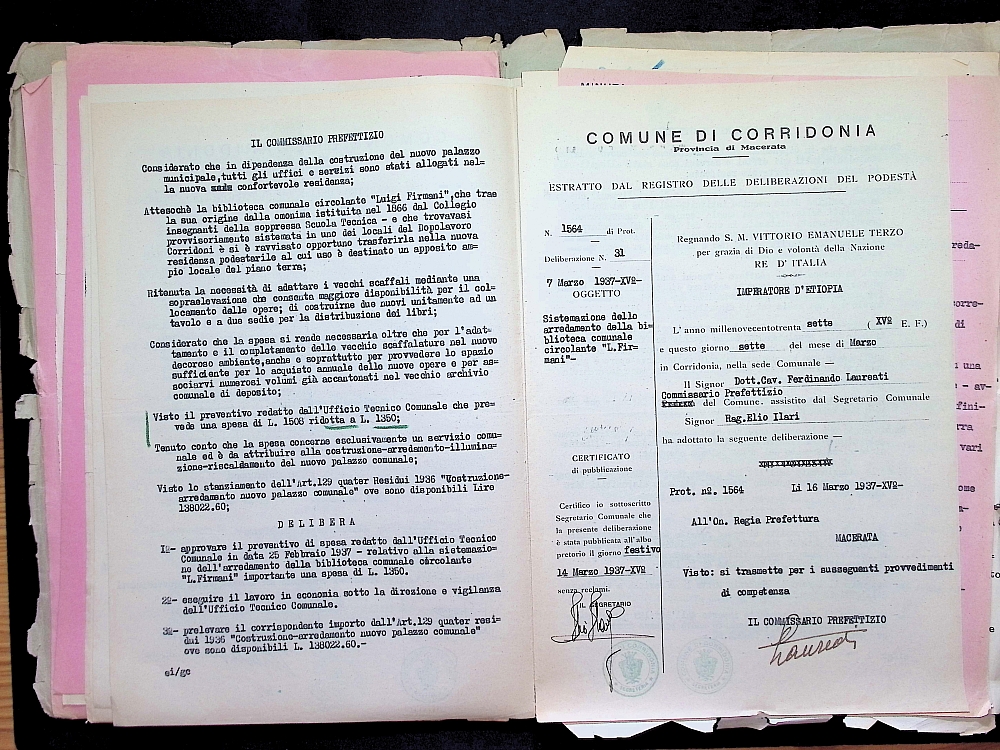 IL COMMISSARIO PREFETTIZIO
Considerato che in dipendenza della costruzione del nuovo palazzo
municipale,tutti gli uffici e servizi sono stati allogati nel=
la nuova confortevole residenza;
Attesochè la biblioteca comunale circolante "Luigi Firmani",che trae
la sua origine dalla omonima istituita nel 1866 dal Collegio
insegnanti della soppressa Scuola Tecnica - e che trovavasi
provvisoriamente sistemata in uno dei locali del Dopolavoro
Corridoni è si è ravvisato opportuno trasferirla nella nuova
residenza podestarile al cui uso è destinato un apposito am=
pio locale del piano terra;
Ritenuta la necessità di adattare i vecchi scaffali mediante una
sopraelevazione che consenta maggiore disponibilità per il col=
locamento delle opere; di costruirne due nuovi unitamente ad un
tavolo e a due sedie per la distribuzione dei libri;
Considerato che la spesa si rende necessaria oltre che per l'adat=
tamento e il completamento delle vecchie scaffalature nel nuovo
decoroso ambiente,anche e soprattutto per provvedere lo spazio
sufficiente per lo acquisto annuale delle nuove opere e per as=
sociarvi numerosi volumi già accantonati nel vecchio archivio
comunale di deposito;
Visto il preventivo redatto dall'Ufficio Tecnico Comunale che pre=
vede una spesa di L. 1508 ridotta a L. 1350;
Tenuto conto che la spesa concerne esclusivamente un servizio comu=
nale ed è da attribuire alla costruzione-arredamento-illumina=
zione-riscaldamento del nuovo palazzo comunale;
Visto lo stanziamento dell'Art.129 quater Residui 1936 "Costruzione-
arredamento nuovo palazzo comunale" ove sono disponibili Lire
138022.60;
DELIBERA
1º- approvare il preventivo di spesa redatto dall'Ufficio Tecnico
Comunale in data 25 Febbraio 1937 - relativo alla sistemazio=
ne dell'arredamento della biblioteca comunale circolante
"L.Firmani" importante una spesa di L. 1350.
2º- eseguire il lavoro in economia sotto la direzione e vigilanza
dell'Ufficio Tecnico Comunale.
3º- prelevare il corrispondente importo dall'Art.129 quater resi=
dui 1936 "Costruzione-arredamento nuovo palazzo comunale"
ove sono disponibili L. 138022.60.-
ei/gc
COMUNE DI CORRIDONIA
Provincia di Macerata
ESTRATTO DAL REGISTRO DELLE DELIBERAZIONI DEL PODESTÀ
N. 1564 di Prot.
Deliberazione N. 31
7 Marzo 1937-XVº-
OGGETTO
Sistemazione dello
arredamento della bi=
blioteca comunale
circolante "L.Fir=
mani"-
CERTIFICATO
di pubblicazione
Certifico io sottoscritto
Segretario Comunale che
la presente deliberazione
è stata pubblicata all'albo
pretorio il giorno festivo
14 Marzo 1937-XVº
senza reclami.
IL SEGRETARIO
Regnando S. M. VITTORIO EMANUELE TERZO
per grazia di Dio e volontà della Nazione
RE D'ITALIA
IMPERATORE D'ETIOPIA
L'anno millenovecentotrenta sette ( XVº E. F.)
e questo giorno sette del mese di Marzo
in Corridonia, nella sede Comunale —
Il Signor Dott.Cav. Ferdinando Laureati
Commissario Prefettizio
del Comune, assistito dal Segretario Comunale
Signor Rag.Elio Ilari
ha adottato la seguente deliberazione —
Prot. nº. 1564 Li 16 Marzo 1937-XVº-
All'On. Regia Prefettura
MACERATA
Visto: si trasmette per i susseguenti provvedimenti
di competenza
IL COMMISSARIO PREFETTIZIO
Laureati